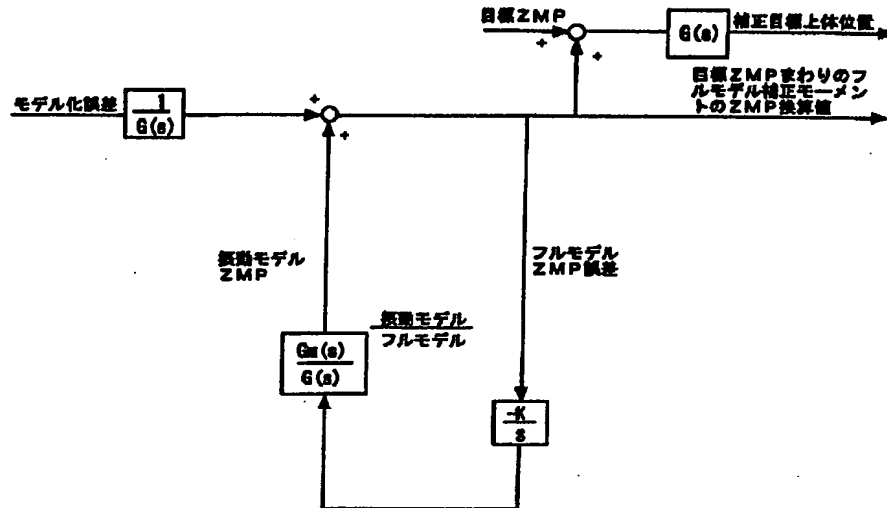 目標ZMP
+
+
G(s)
補正目標上体位置
目標ZMPまわりのフ
ルモデル補正モーメン
トのZMP換算値
モデル化誤差
1
G(s)
+
+
振動モデル
ZMP
フルモデル
ZMP誤差
振動モデル
フルモデル
Gm(s)
G(s)
-K
s